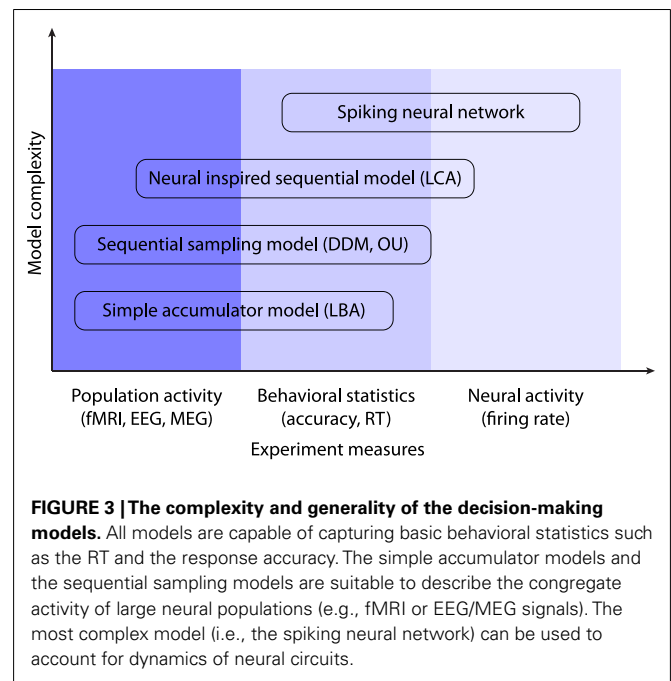 Model complexity
Spiking neural network
Neural inspired sequential model (LCA)
Sequential sampling model (DDM, OU)
Simple accumulator model (LBA)
Population activity
(fMRI, EEG, MEG)
Behavioral statistics
(accuracy, RT)
Neural activity
(firing rate)
Experiment measures
FIGURE 3 | The complexity and generality of the decision-making
models. All models are capable of capturing basic behavioral statistics such
as the RT and the response accuracy. The simple accumulator models and
the sequential sampling models are suitable to describe the congregate
activity of large neural populations (e.g., fMRI or EEG/MEG signals). The
most complex model (i.e., the spiking neural network) can be used to
account for dynamics of neural circuits.